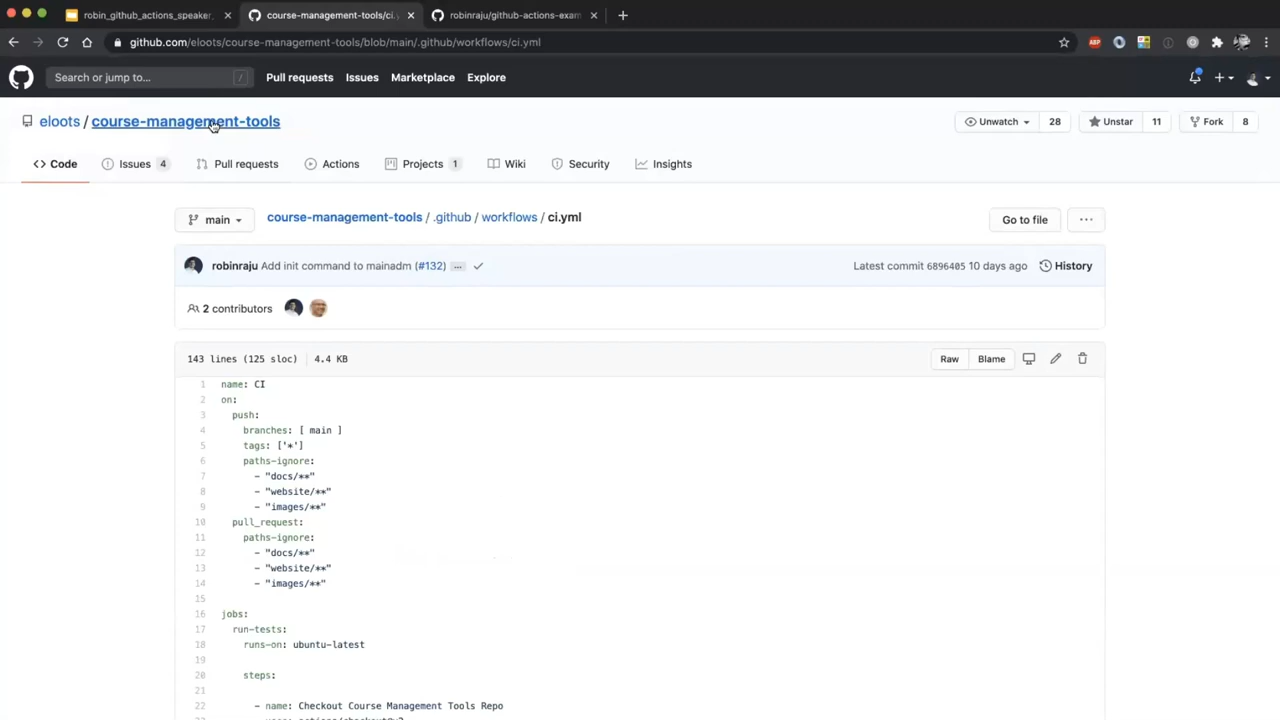 robin_github_actions_speaker_
course-management-tools/ci.y
robinraju/github-actions-exam
github.com/eloots/course-management-tools/blob/main/.github/workflows/ci.yml
ABP
Search or jump to... /
Pull requests
Issues
Marketplace
Explore
eloots / course-management-tools
Unwatch 28
Unstar 11
Fork 8
Code
Issues 4
Pull requests
Actions
Projects 1
Wiki
Security
Insights
main
course-management-tools / .github / workflows / ci.yml
Go to file
...
robinraju Add init command to mainadm (#132) ...
Latest commit 6896405 10 days ago
History
2 contributors
143 lines (125 sloc) 4.4 KB
Raw
Blame
1 name: CI
2 on:
3 push:
4 branches: [ main ]
5 tags: ['*']
6 paths-ignore:
7 - "docs/**"
8 - "website/**"
9 - "images/**"
10 pull_request:
11 paths-ignore:
12 - "docs/**"
13 - "website/**"
14 - "images/**"
15
16 jobs:
17 run-tests:
18 runs-on: ubuntu-latest
19
20 steps:
21
22 - name: Checkout Course Management Tools Repo